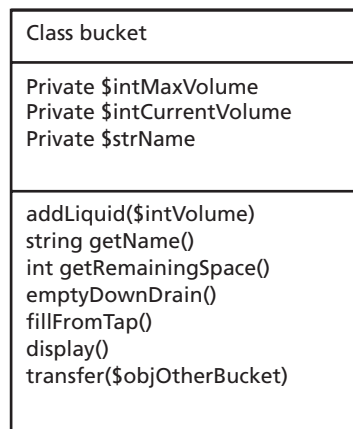 Class bucket
Private $intMaxVolume
Private $intCurrentVolume
Private $strName
addLiquid($intVolume)
string getName()
int getRemainingSpace()
emptyDownDrain()
fillFromTap()
display()
transfer($objOtherBucket)